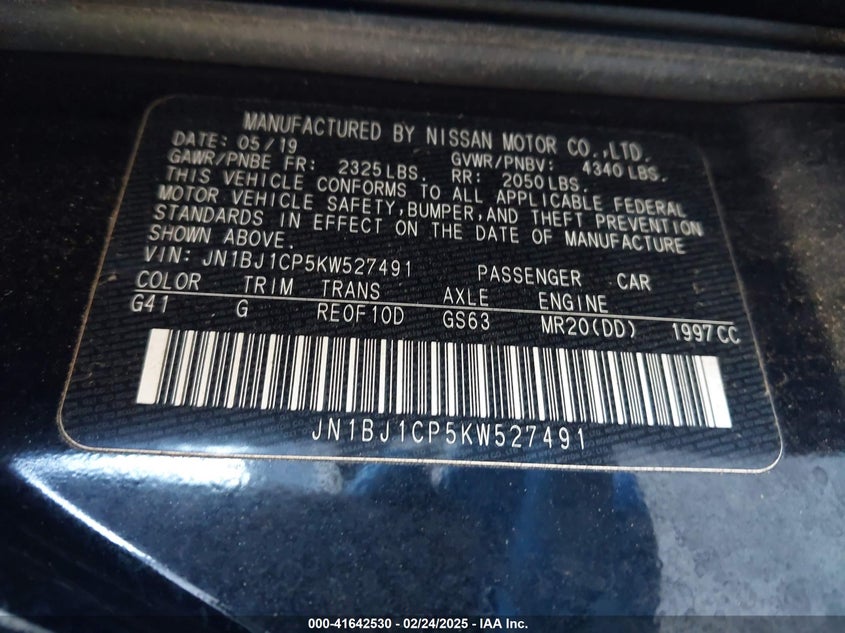 MANUFACTURED BY NISSAN MOTOR CO.,LTD.
DATE: 05/19 GVWR/PNBV: 4340 LBS.
GAWR/PNBE FR: 2325LBS. RR: 2050LBS.
THIS VEHICLE CONFORMS TO ALL APPLICABLE FEDERAL
MOTOR VEHICLE SAFETY,BUMPER,AND THEFT PREVENTION
STANDARDS IN EFFECT ON THE DATE OF MANUFACTURE
SHOWN ABOVE.
VIN: JN1BJ1CP5KW527491 PASSENGER CAR
COLOR TRIM TRANS AXLE ENGINE
G41 G RE0F10D GS63 MR20(DD) 1997CC
JN1BJ1CP5KW527491
000-41642530 - 02/24/2025 - IAA Inc.